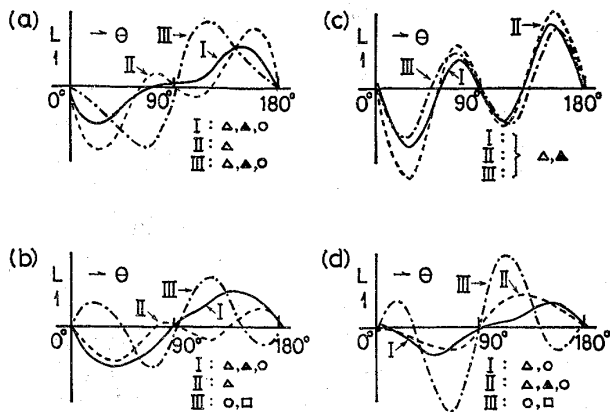 (a)
L
↑
→ θ
III
I
II
0°
90°
180°
I : △,▲,○
II : △
III : △,▲,○
(c)
L
↑
→ θ
II
III
I
0°
90°
180°
I :
II :
III :
} △,▲
(b)
L
↑
→ θ
III
II
I
0°
90°
180°
I : △,▲,○
II : △
III : ○,□
(d)
L
↑
→ θ
III
II
I
0°
90°
180°
I : △,○
II : △,▲,○
III : ○,□